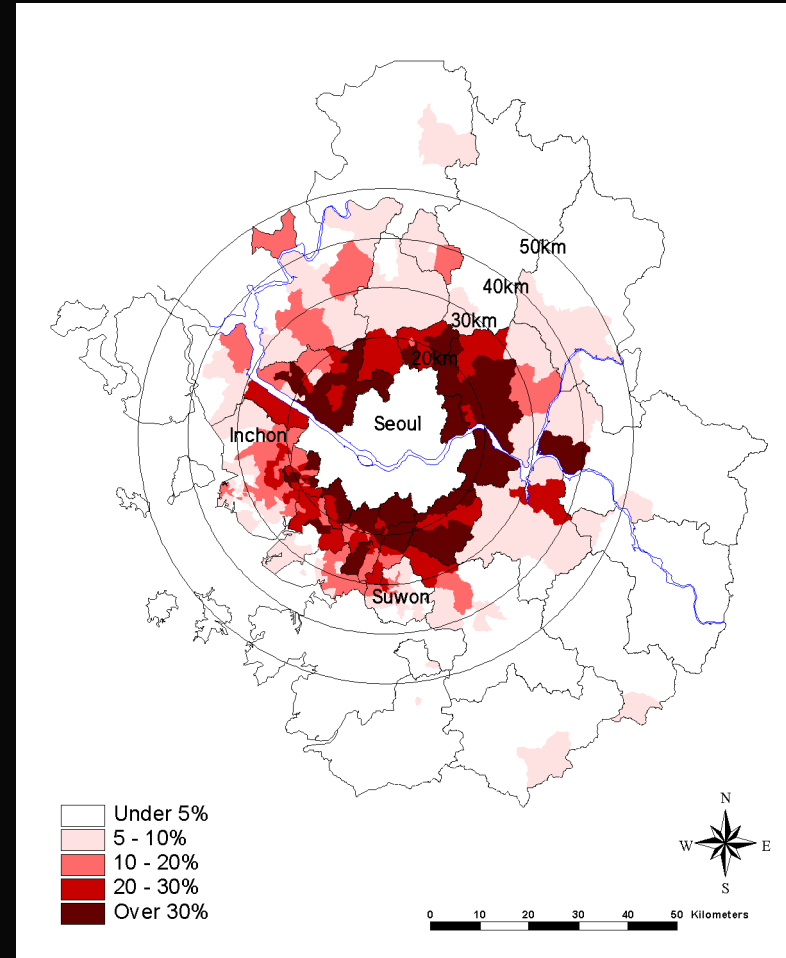 50km
40km
30km
20km
Seoul
Inchon
Suwon
Under 5%
5 - 10%
10 - 20%
20 - 30%
Over 30%
N
W E
S
0 10 20 30 40 50 Kilometers